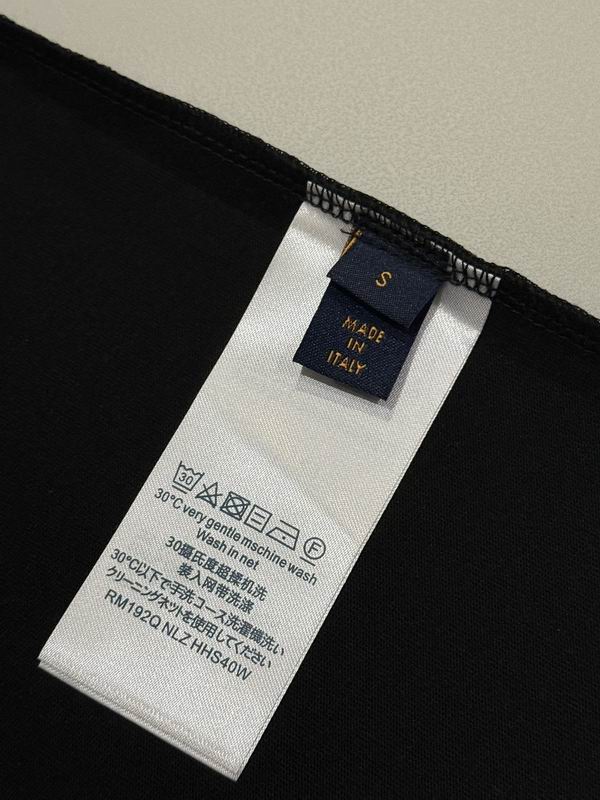 S
MADE
IN
ITALY
30
30°C very gentle mschine wash
Wash in net
30摄氏度超揉机洗
装入网带洗涤
30℃以下で手洗コース洗濯機洗い
クリーニングネットを使用してください
RM192Q NLZ HHS40W